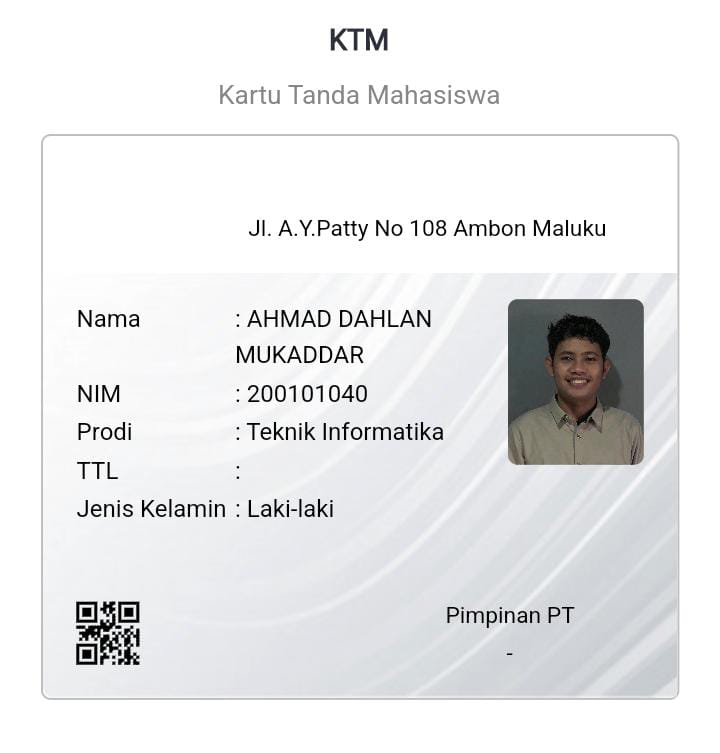 KTM
Kartu Tanda Mahasiswa
Jl. A.Y.Patty No 108 Ambon Maluku
Nama : AHMAD DAHLAN
MUKADDAR
NIM : 200101040
Prodi : Teknik Informatika
TTL :
Jenis Kelamin : Laki-laki
Pimpinan PT
-